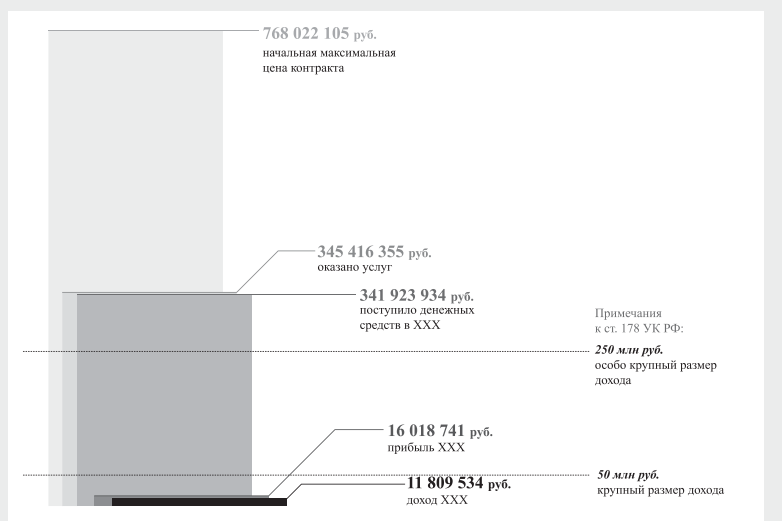 768 022 105 руб.
начальная максимальная
цена контракта
345 416 355 руб.
оказано услуг
341 923 934 руб.
поступило денежных
средств в ХХХ
Примечания
к ст. 178 УК РФ:
250 млн руб.
особо крупный размер
дохода
16 018 741 руб.
прибыль ХХХ
50 млн руб.
крупный размер дохода
11 809 534 руб.
доход ХХХ